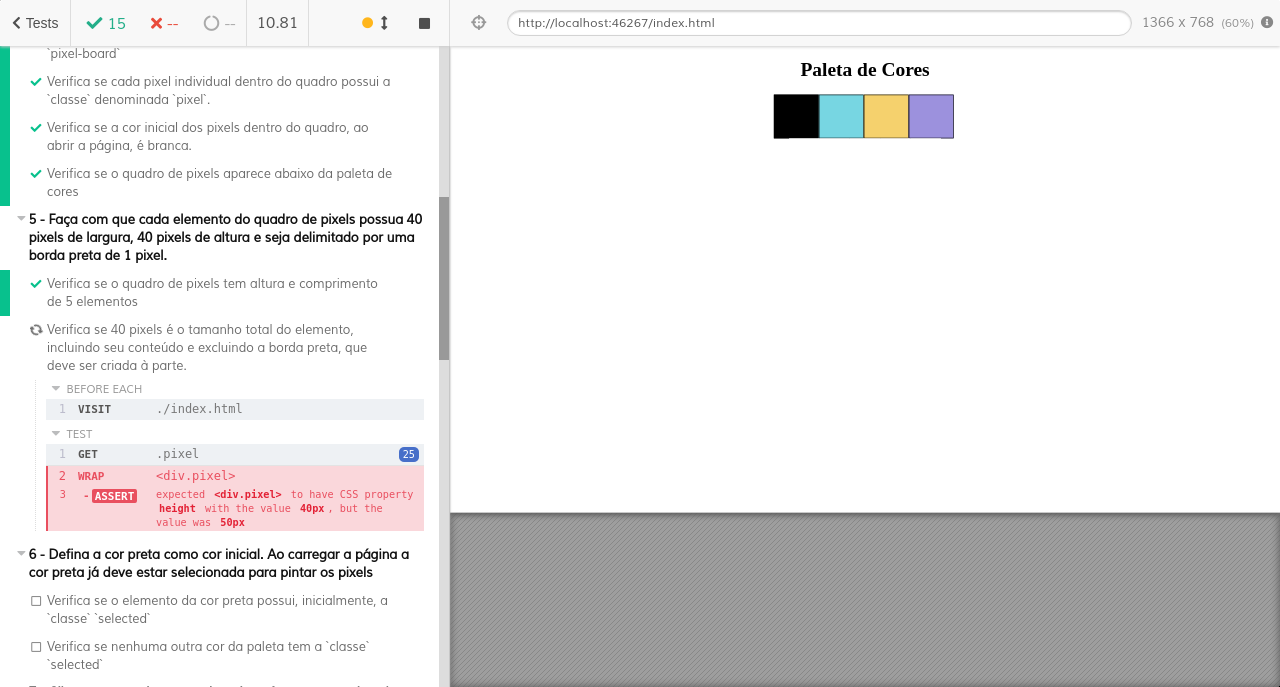 Tests
15
--
--
10.81
http://localhost:46267/index.html
1366 x 768 (60%)
`pixel-board`
Verifica se cada pixel individual dentro do quadro possui a
`classe` denominada `pixel`.
Verifica se a cor inicial dos pixels dentro do quadro, ao
abrir a página, é branca.
Verifica se o quadro de pixels aparece abaixo da paleta de
cores
5 - Faça com que cada elemento do quadro de pixels possua 40
pixels de largura, 40 pixels de altura e seja delimitado por uma
borda preta de 1 pixel.
Verifica se o quadro de pixels tem altura e comprimento
de 5 elementos
Verifica se 40 pixels é o tamanho total do elemento,
incluindo seu conteúdo e excluindo a borda preta, que
deve ser criada à parte.
BEFORE EACH
1 VISIT ./index.html
TEST
1 GET .pixel 25
2 WRAP <div.pixel>
3 - ASSERT expected <div.pixel> to have CSS property
height with the value 40px, but the
value was 50px
6 - Defina a cor preta como cor inicial. Ao carregar a página a
cor preta já deve estar selecionada para pintar os pixels
Verifica se o elemento da cor preta possui, inicialmente, a
`classe` `selected`
Verifica se nenhuma outra cor da paleta tem a `classe`
`selected`
Paleta de Cores